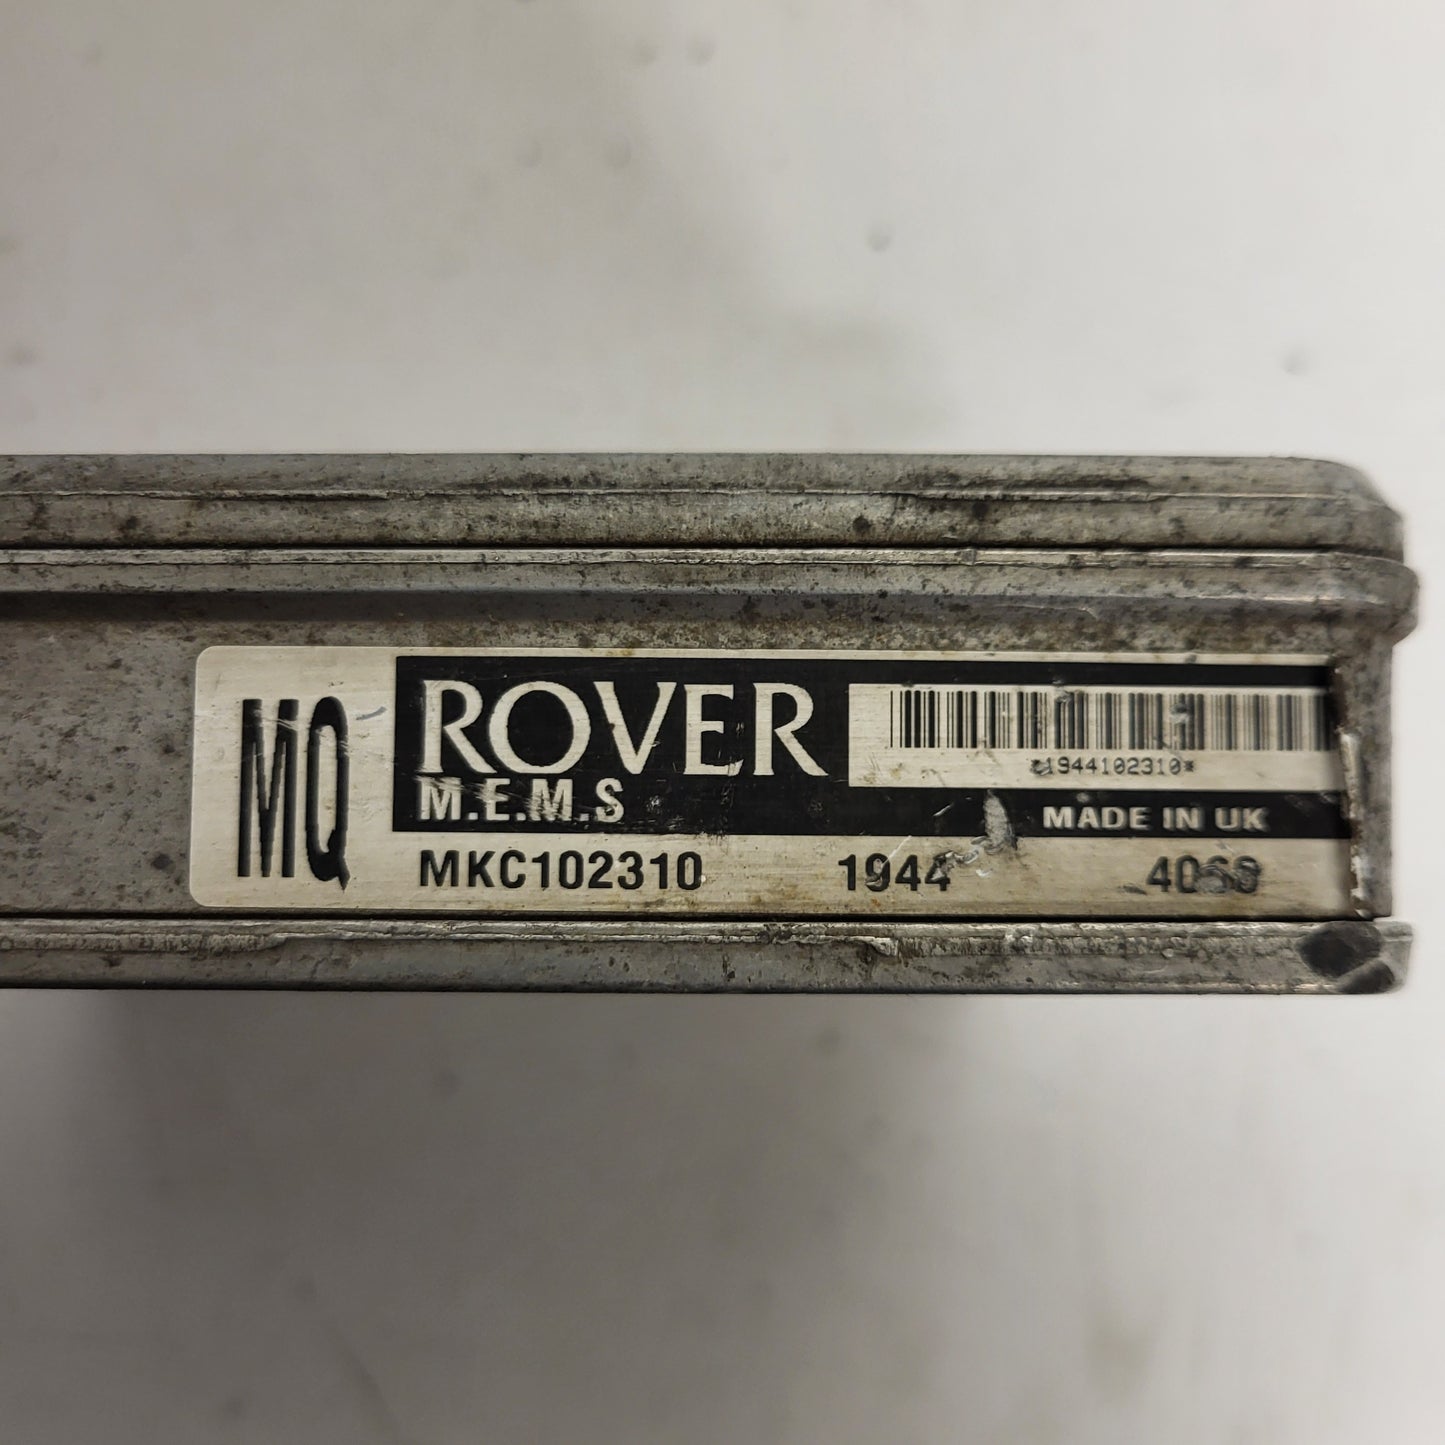 MQ
ROVER
M.E.M.S
*1944102310*
MADE IN UK
MKC102310 1944